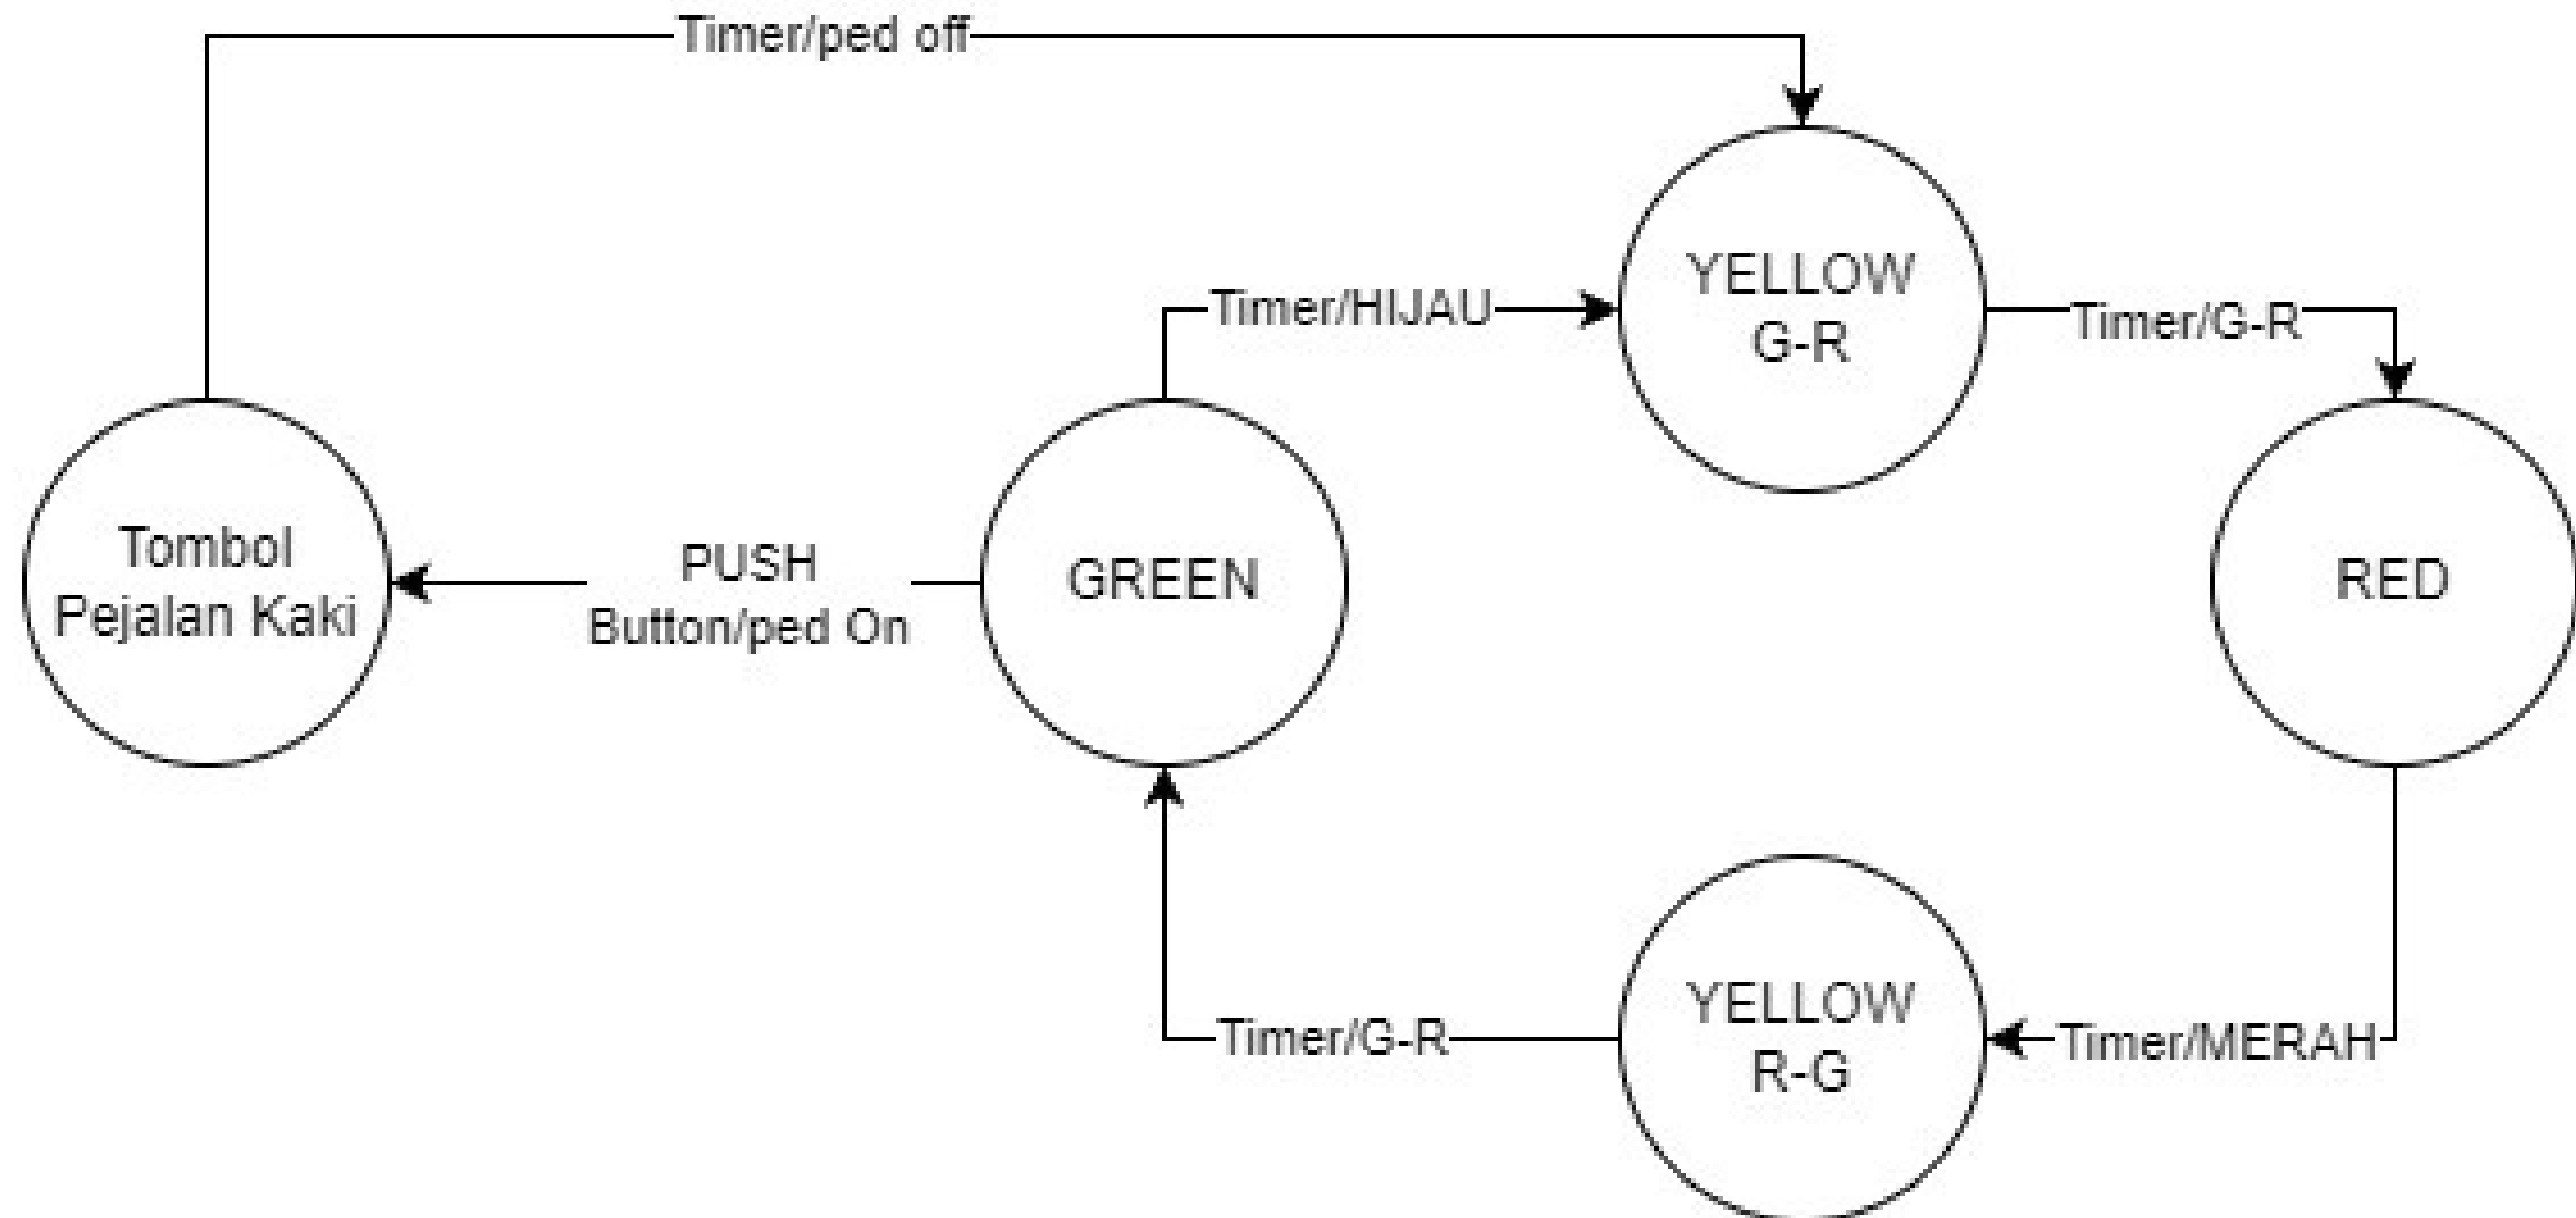 Timer/ped off
YELLOW
G-R
Timer/HIJAU
Timer/G-R
Tombol
Pejalan Kaki
PUSH
Button/ped On
GREEN
RED
YELLOW
R-G
Timer/G-R
Timer/MERAH